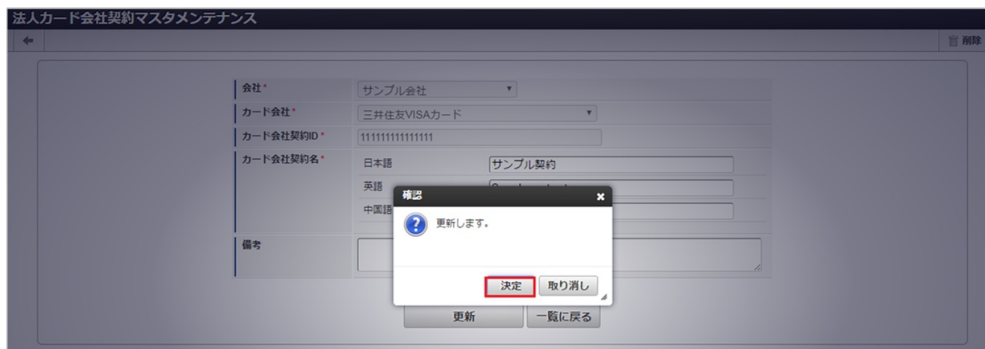 法人カード会社契約マスタメンテナンス
削除
会社* サンプル会社
カード会社* 三井住友VISAカード
カード会社契約ID* 111111111111111
カード会社契約名* 日本語 サンプル契約
英語
確認
中国語
更新します。
備考
決定 取り消し
更新 一覧に戻る